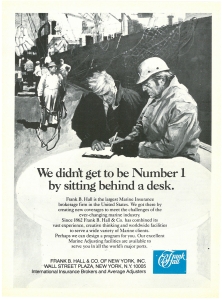 We didn't get to be Number 1
by sitting behind a desk.
Frank B. Hall is the largest Marine Insurance
brokerage firm in the United States. We got there by
creating new coverages to meet the challenges of the
ever-changing marine industry.
Since 1862 Frank B. Hall & Co. has combined its
vast experience, creative thinking and worldwide facilities
to serve a wide variety of Marine clients.
Perhaps we can design a program for you. Our excellent
Marine Adjusting facilities are available to
serve you in all the world's major ports.
Frank
Hall
FRANK B. HALL & CO. OF NEW YORK, INC.
WALL STREET PLAZA, NEW YORK, N.Y. 10005
International Insurance Brokers and Average Adjusters